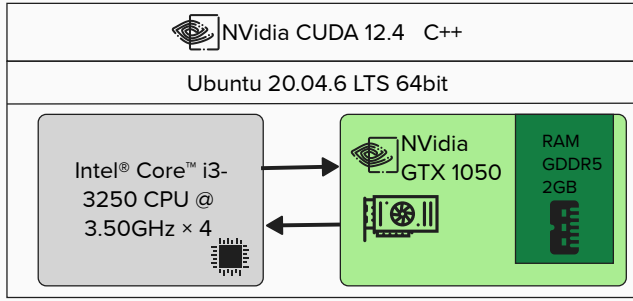 NVidia CUDA 12.4 C++
Ubuntu 20.04.6 LTS 64bit
Intel® Core™ i3-
3250 CPU @
3.50GHz × 4
NVidia
GTX 1050
RAM
GDDR5
2GB